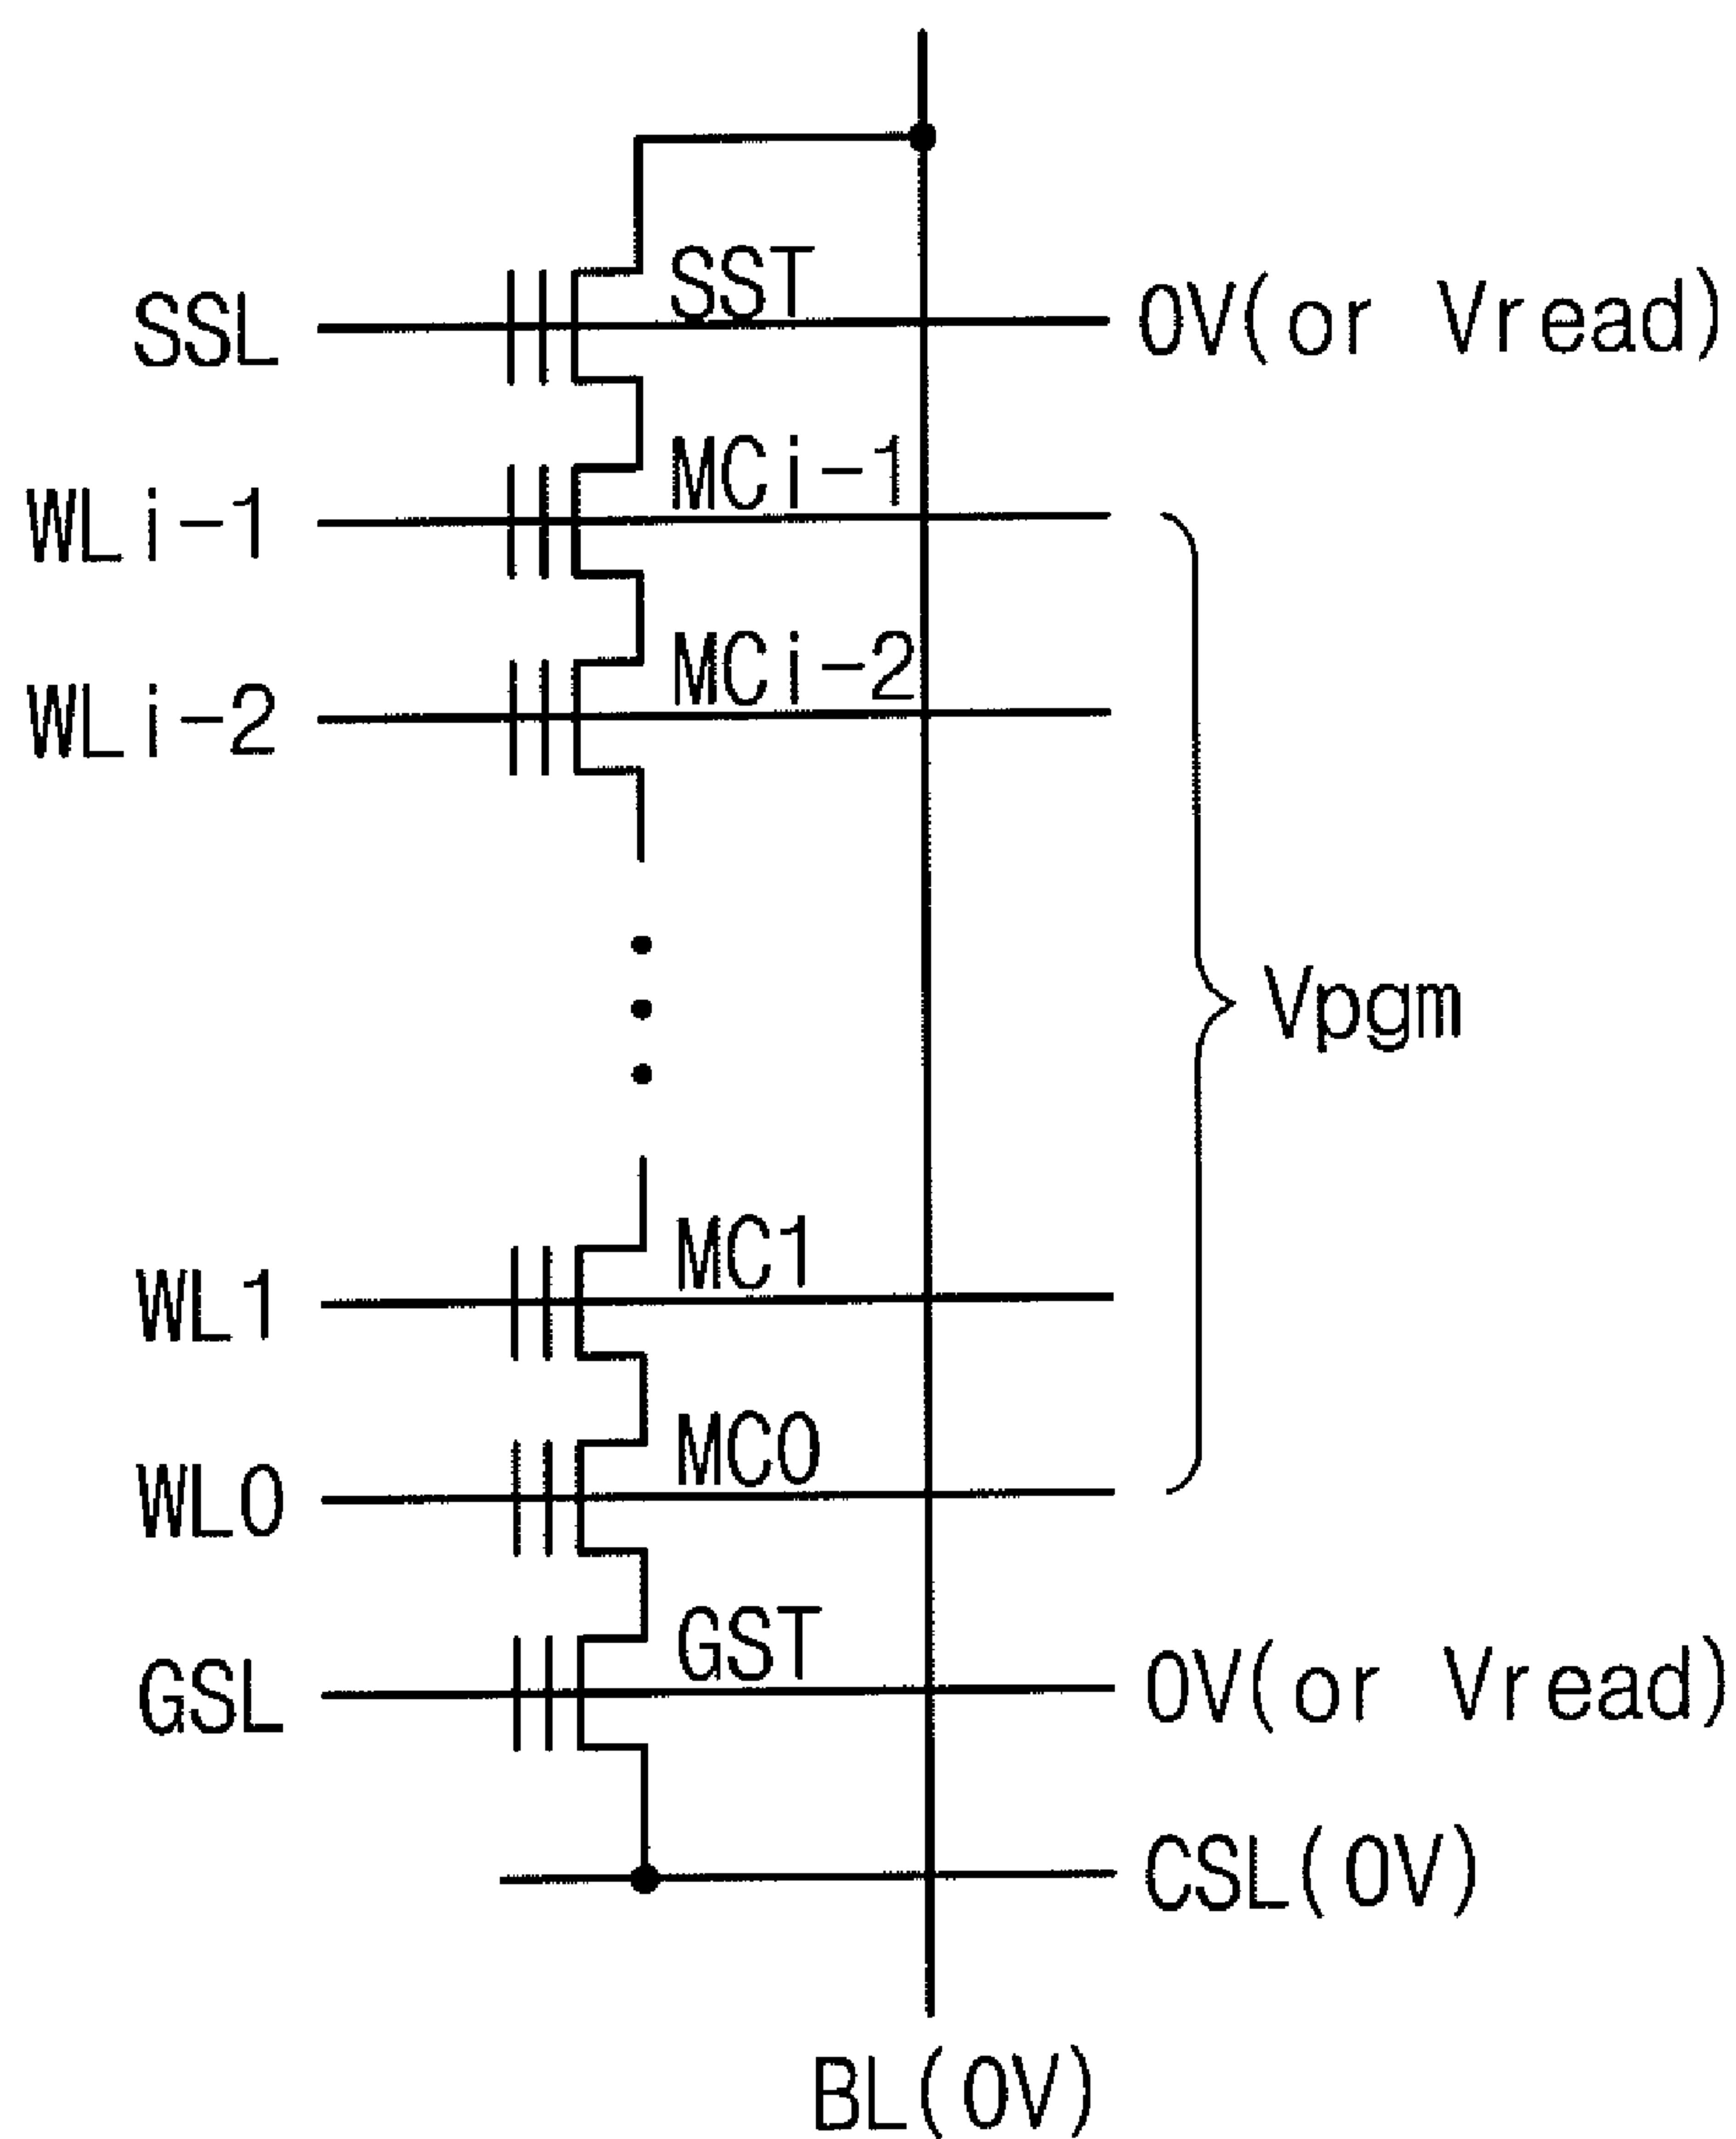 SST
SSL
0V(or Vread)
MCi-1
WLi-1
MCi-2
WLi-2
Vpgm
MC1
WL1
MC0
WL0
GST
GSL
0V(or Vread)
CSL(0V)
BL(0V)